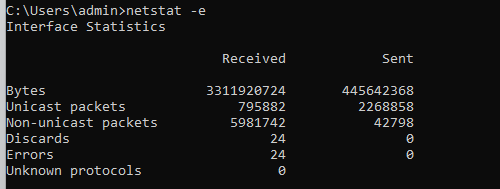 C:\Users\admin>netstat -e
Interface Statistics
Received Sent
Bytes 3311920724 445642368
Unicast packets 795882 2268858
Non-unicast packets 5981742 42798
Discards 24 0
Errors 24 0
Unknown protocols 0